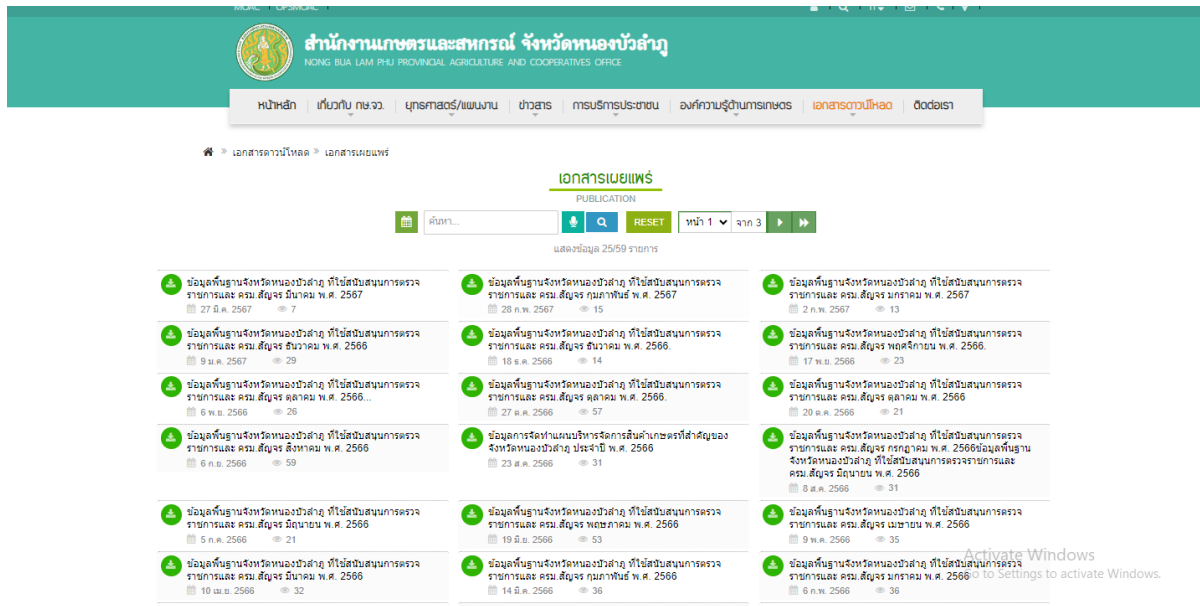 MOAC
OPSMOAC
สำนักงานเกษตรและสหกรณ์ จังหวัดหนองบัวลำภู
NONG BUA LAM PHU PROVINCIAL AGRICULTURE AND COOPERATIVES OFFICE
หน้าหลัก เกี่ยวกับ กษ.จว. ยุทธศาสตร์/แผนงาน ข่าวสาร การบริการประชาชน องค์ความรู้ด้านการเกษตร เอกสารดาวน์โหลด ติดต่อเรา
» เอกสารดาวน์โหลด » เอกสารเผยแพร่
เอกสารเผยแพร่
PUBLICATION
ค้นหา... RESET หน้า 1 จาก 3
แสดงข้อมูล 25/59 รายการ
ข้อมูลพื้นฐานจังหวัดหนองบัวลำภู ที่ใช้สนับสนุนการตรวจ
ราชการและ ครม.สัญจร มีนาคม พ.ศ. 2567
27 มี.ค. 2567 7
ข้อมูลพื้นฐานจังหวัดหนองบัวลำภู ที่ใช้สนับสนุนการตรวจ
ราชการและ ครม.สัญจร กุมภาพันธ์ พ.ศ. 2567
28 ก.พ. 2567 15
ข้อมูลพื้นฐานจังหวัดหนองบัวลำภู ที่ใช้สนับสนุนการตรวจ
ราชการและ ครม.สัญจร มกราคม พ.ศ. 2567
2 ก.พ. 2567 13
ข้อมูลพื้นฐานจังหวัดหนองบัวลำภู ที่ใช้สนับสนุนการตรวจ
ราชการและ ครม.สัญจร ธันวาคม พ.ศ. 2566
9 ม.ค. 2567 29
ข้อมูลพื้นฐานจังหวัดหนองบัวลำภู ที่ใช้สนับสนุนการตรวจ
ราชการและ ครม.สัญจร ธันวาคม พ.ศ. 2566.
18 ธ.ค. 2566 14
ข้อมูลพื้นฐานจังหวัดหนองบัวลำภู ที่ใช้สนับสนุนการตรวจ
ราชการและ ครม.สัญจร พฤศจิกายน พ.ศ. 2566.
17 พ.ย. 2566 23
ข้อมูลพื้นฐานจังหวัดหนองบัวลำภู ที่ใช้สนับสนุนการตรวจ
ราชการและ ครม.สัญจร ตุลาคม พ.ศ. 2566...
6 พ.ย. 2566 26
ข้อมูลพื้นฐานจังหวัดหนองบัวลำภู ที่ใช้สนับสนุนการตรวจ
ราชการและ ครม.สัญจร ตุลาคม พ.ศ. 2566.
27 ต.ค. 2566 57
ข้อมูลพื้นฐานจังหวัดหนองบัวลำภู ที่ใช้สนับสนุนการตรวจ
ราชการและ ครม.สัญจร ตุลาคม พ.ศ. 2566
20 ต.ค. 2566 21
ข้อมูลพื้นฐานจังหวัดหนองบัวลำภู ที่ใช้สนับสนุนการตรวจ
ราชการและ ครม.สัญจร สิงหาคม พ.ศ. 2566
6 ก.ย. 2566 59
ข้อมูลการจัดทำแผนบริหารจัดการสินค้าเกษตรที่สำคัญของ
จังหวัดหนองบัวลำภู ประจำปี พ.ศ. 2566
23 ส.ค. 2566 31
ข้อมูลพื้นฐานจังหวัดหนองบัวลำภู ที่ใช้สนับสนุนการตรวจ
ราชการและ ครม.สัญจร กรกฎาคม พ.ศ. 2566ข้อมูลพื้นฐาน
จังหวัดหนองบัวลำภู ที่ใช้สนับสนุนการตรวจราชการและ
ครม.สัญจร มิถุนายน พ.ศ. 2566
8 ส.ค. 2566 31
ข้อมูลพื้นฐานจังหวัดหนองบัวลำภู ที่ใช้สนับสนุนการตรวจ
ราชการและ ครม.สัญจร มิถุนายน พ.ศ. 2566
5 ก.ค. 2566 21
ข้อมูลพื้นฐานจังหวัดหนองบัวลำภู ที่ใช้สนับสนุนการตรวจ
ราชการและ ครม.สัญจร พฤษภาคม พ.ศ. 2566
19 มิ.ย. 2566 53
ข้อมูลพื้นฐานจังหวัดหนองบัวลำภู ที่ใช้สนับสนุนการตรวจ
ราชการและ ครม.สัญจร เมษายน พ.ศ. 2566
9 พ.ค. 2566 35
ข้อมูลพื้นฐานจังหวัดหนองบัวลำภู ที่ใช้สนับสนุนการตรวจ
ราชการและ ครม.สัญจร มีนาคม พ.ศ. 2566
10 เม.ย. 2566 32
ข้อมูลพื้นฐานจังหวัดหนองบัวลำภู ที่ใช้สนับสนุนการตรวจ
ราชการและ ครม.สัญจร กุมภาพันธ์ พ.ศ. 2566
14 มี.ค. 2566 36
ข้อมูลพื้นฐานจังหวัดหนองบัวลำภู ที่ใช้สนับสนุนการตรวจ
ราชการและ ครม.สัญจร มกราคม พ.ศ. 2566
6 ก.พ. 2566 36
Activate Windows
Go to Settings to activate Windows.